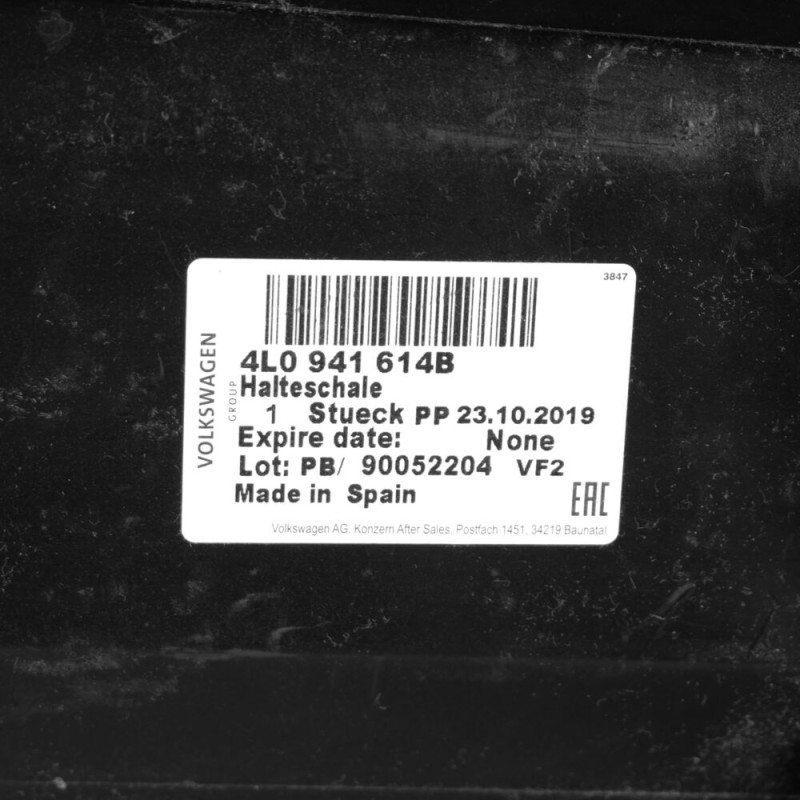 3847
VOLKSWAGEN
GROUP
4L0 941 614B
Halteschale
1 Stueck PP 23.10.2019
Expire date: None
Lot: PB/ 90052204 VF2
Made in Spain
EAC
Volkswagen AG, Konzern After Sales, Postfach 1451, 34219 Baunatal